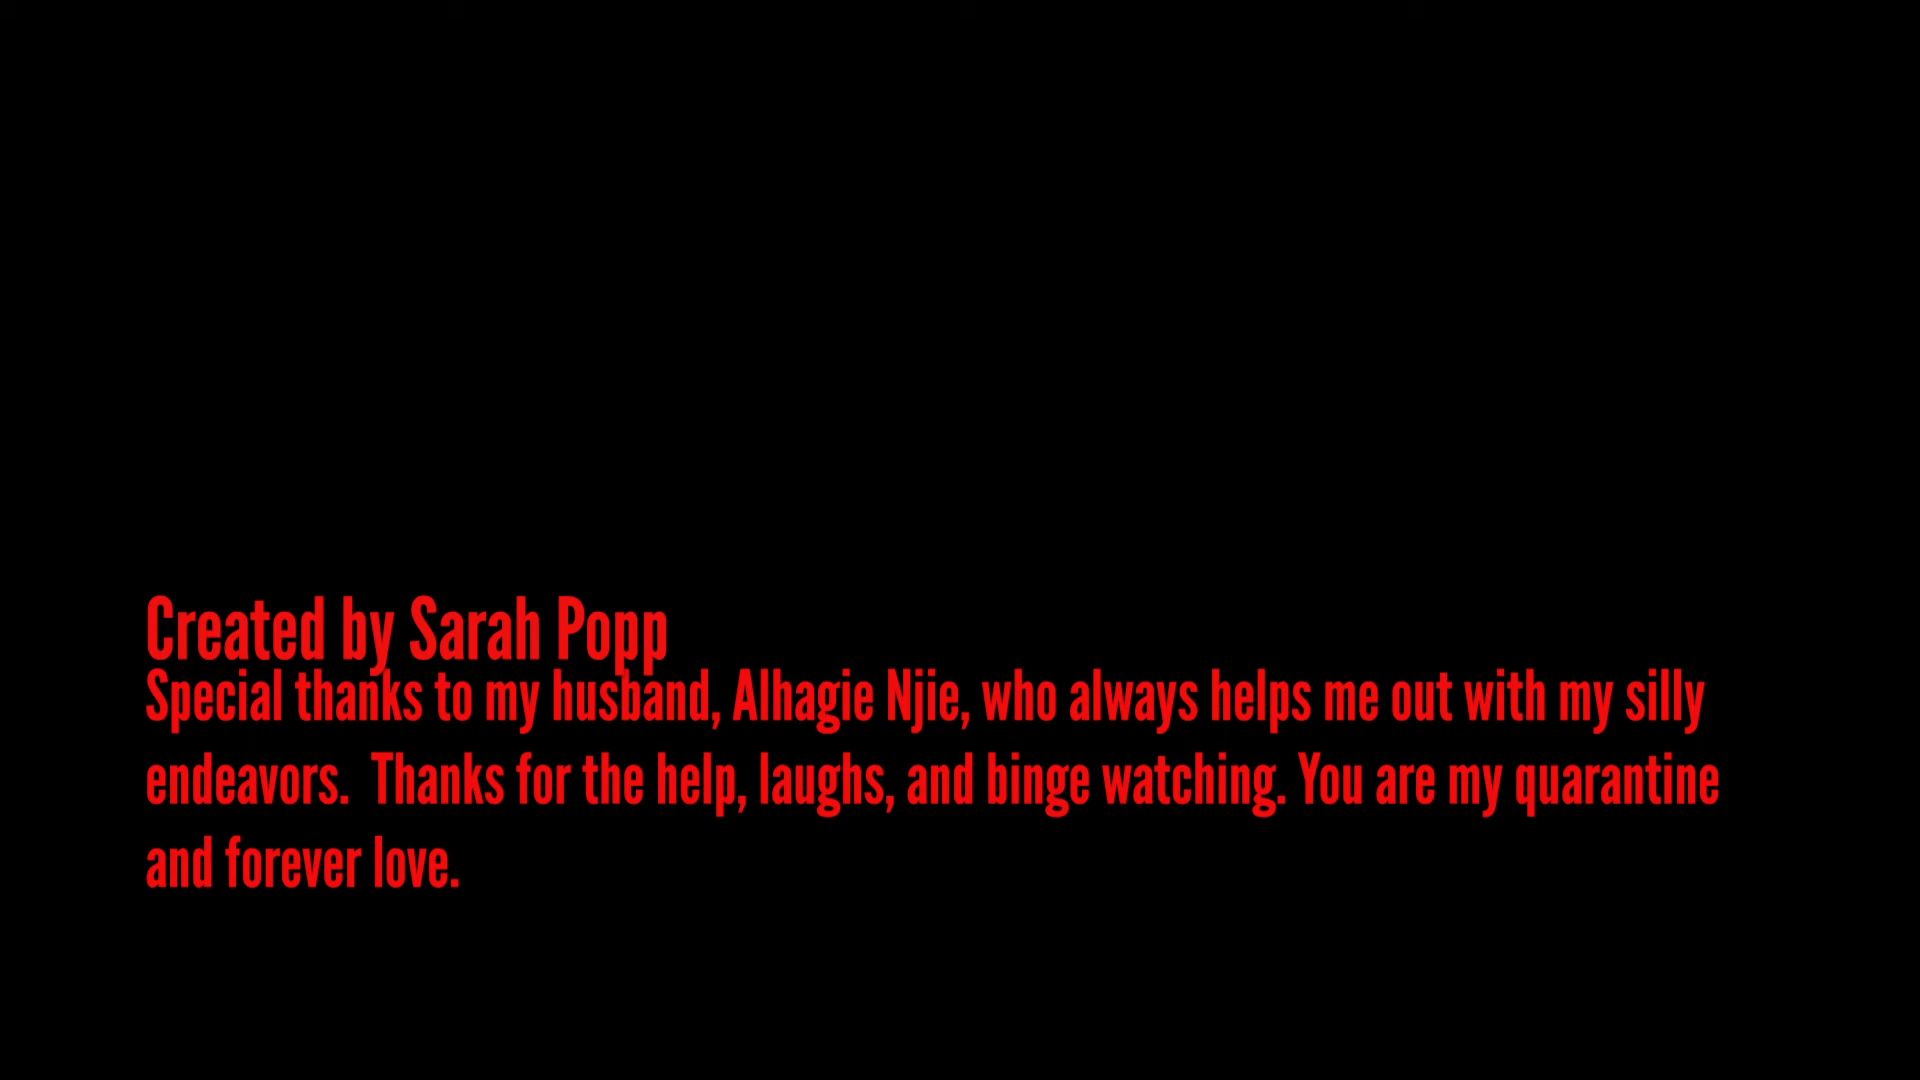 Created by Sarah Popp
Special thanks to my husband, Alhagie Njie, who always helps me out with my silly
endeavors.  Thanks for the help, laughs, and binge watching. You are my quarantine
and forever love.